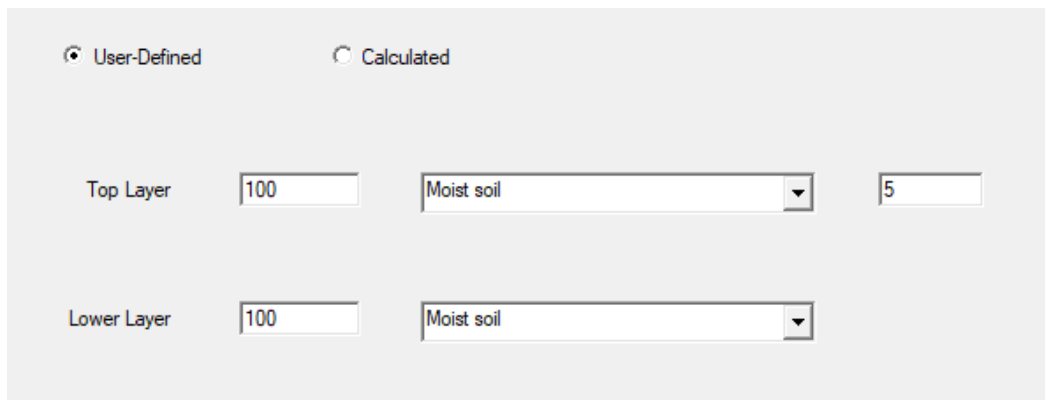 User-Defined Calculated
Top Layer 100 Moist soil 5
Lower Layer 100 Moist soil